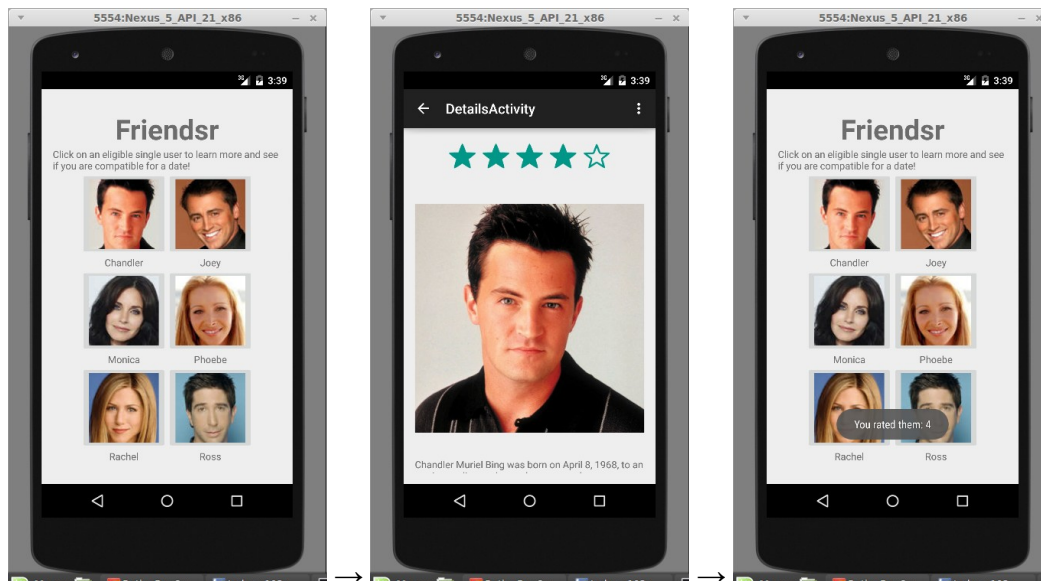 5554:Nexus_5_API_21_x86
3G 3:39
Friendsr
Click on an eligible single user to learn more and see
if you are compatible for a date!
Chandler Joey
Monica Phoebe
Rachel Ross
→
5554:Nexus_5_API_21_x86
3G 3:39
← DetailsActivity
Chandler Muriel Bing was born on April 8, 1968, to an
→
5554:Nexus_5_API_21_x86
3G 3:39
Friendsr
Click on an eligible single user to learn more and see
if you are compatible for a date!
Chandler Joey
Monica Phoebe
You rated them: 4
Rachel Ross